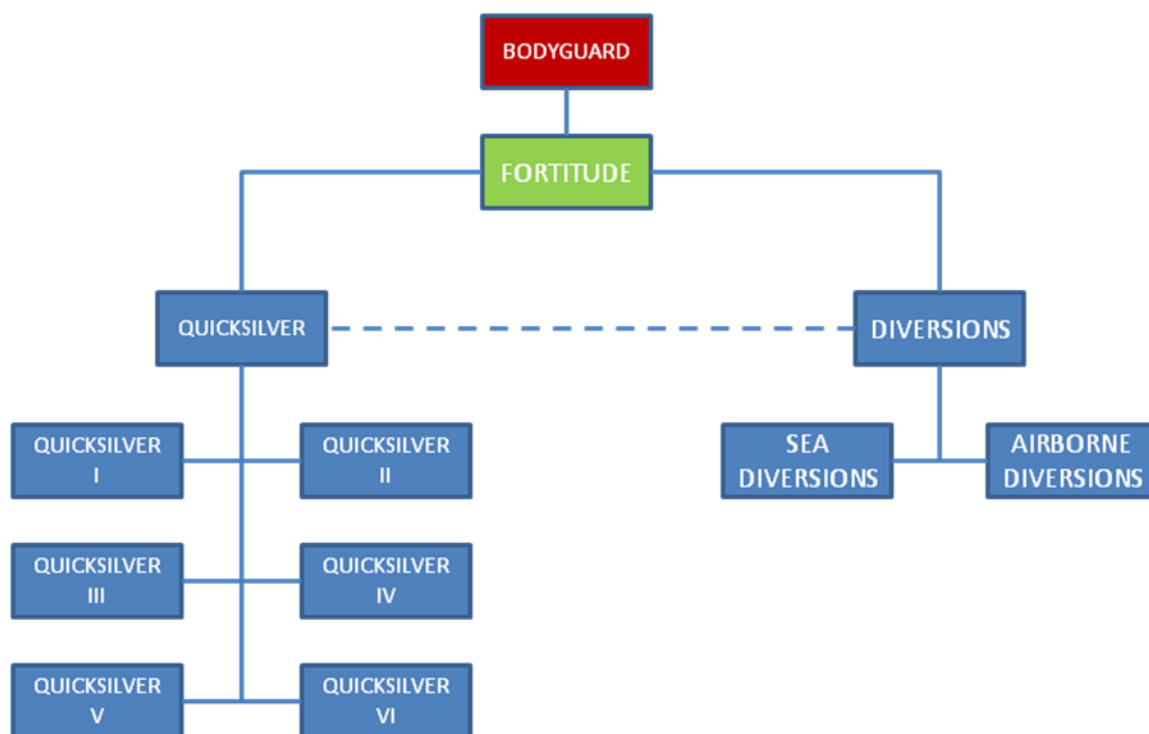 BODYGUARD
FORTITUDE
QUICKSILVER
DIVERSIONS
QUICKSILVER
I
QUICKSILVER
II
SEA
DIVERSIONS
AIRBORNE
DIVERSIONS
QUICKSILVER
III
QUICKSILVER
IV
QUICKSILVER
V
QUICKSILVER
VI